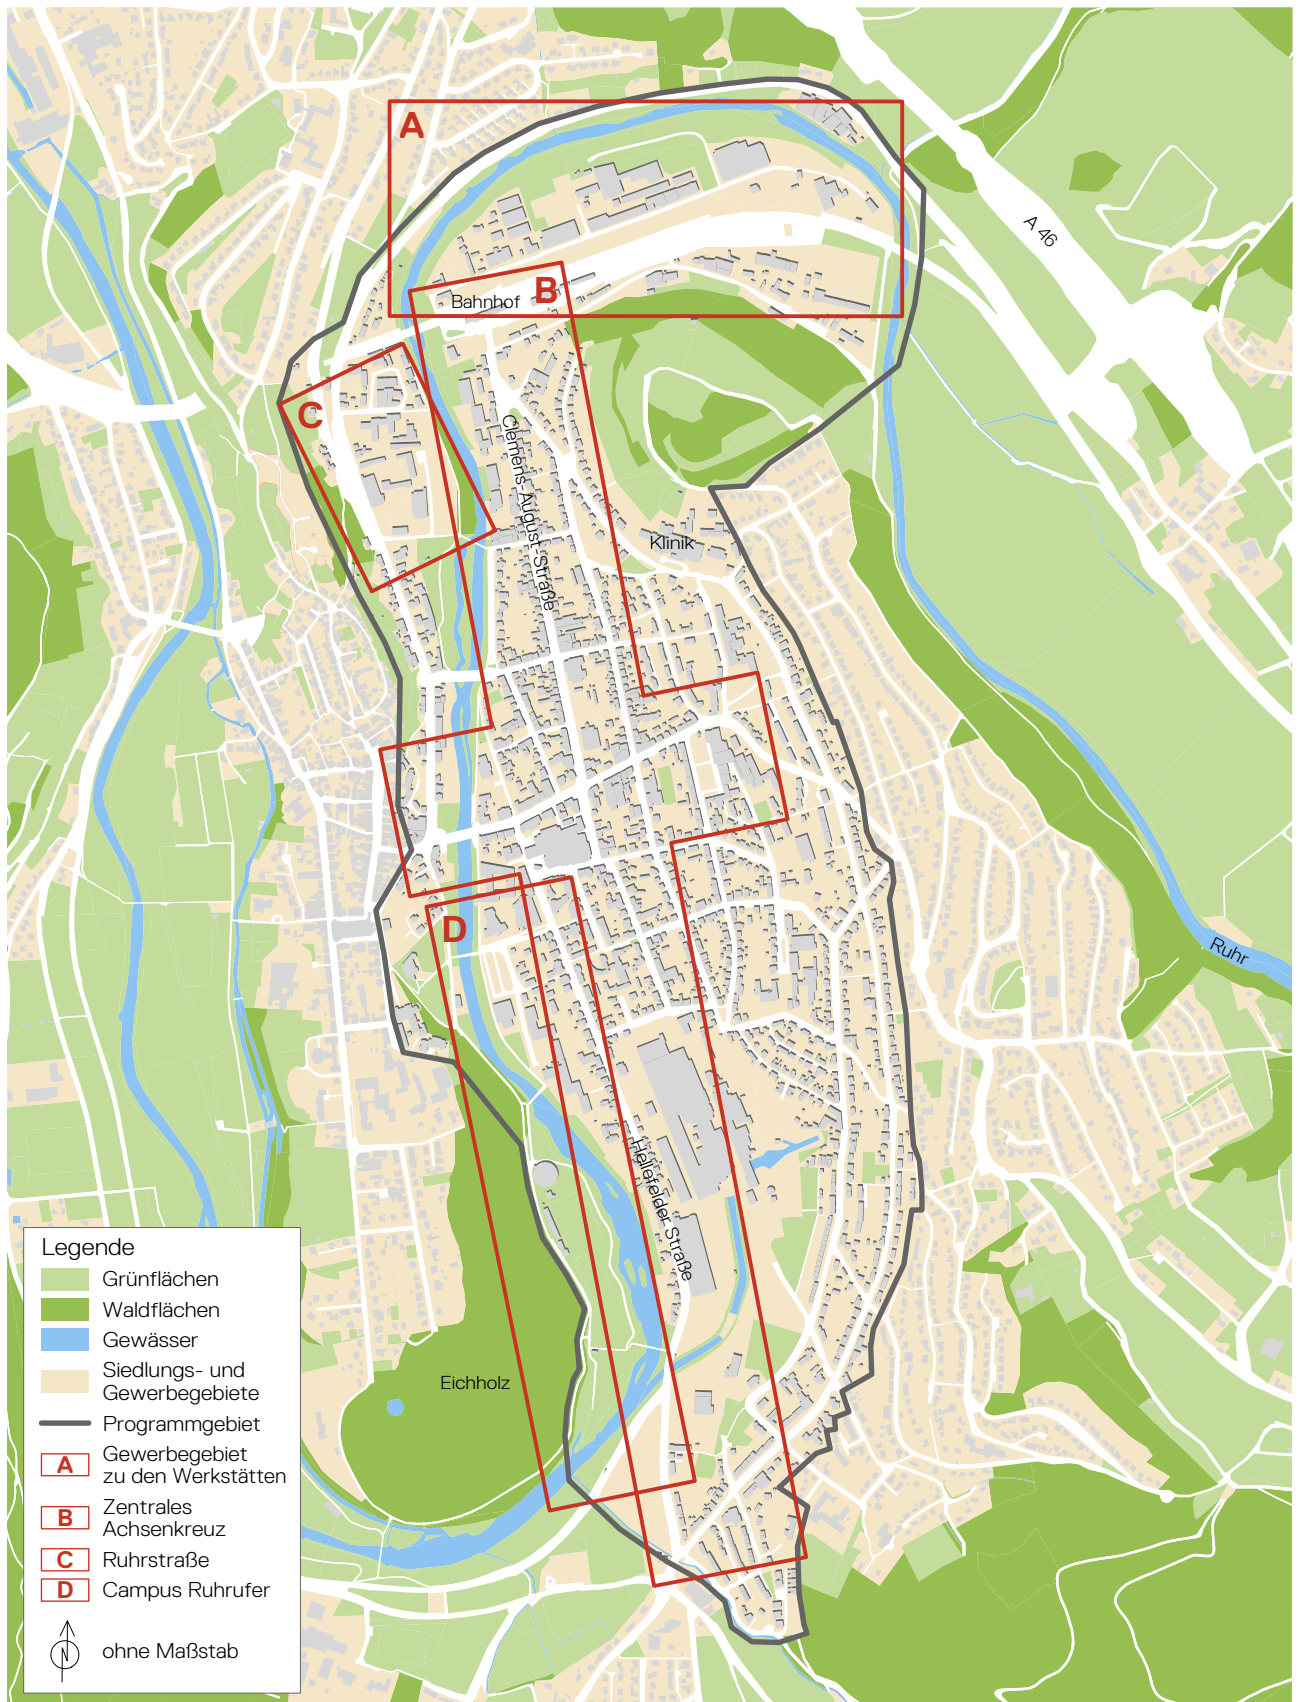 A
A 46
B
Bahnhof
C
Clemens-August-Straße
Klinik
D
Ruhr
Hellefelder Straße
Eichholz
Legende
Grünflächen
Waldflächen
Gewässer
Siedlungs- und
Gewerbegebiete
Programmgebiet
A Gewerbegebiet
zu den Werkstätten
B Zentrales
Achsenkreuz
C Ruhrstraße
D Campus Ruhrufer
N ohne Maßstab